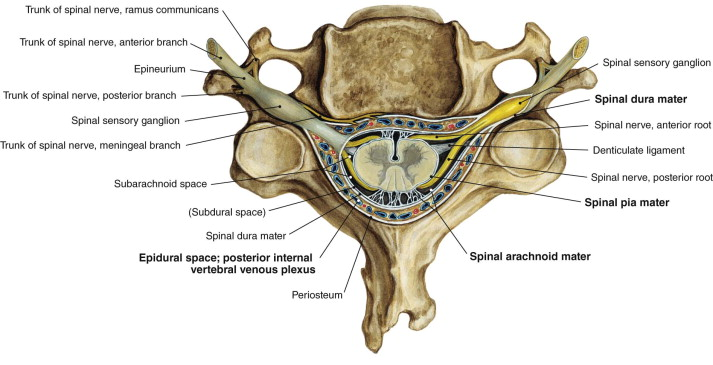 Trunk of spinal nerve, ramus communicans
Trunk of spinal nerve, anterior branch
Epineurium
Trunk of spinal nerve, posterior branch
Spinal sensory ganglion
Trunk of spinal nerve, meningeal branch
Subarachnoid space
(Subdural space)
Spinal dura mater
Epidural space; posterior internal
vertebral venous plexus
Periosteum
Spinal sensory ganglion
Spinal dura mater
Spinal nerve, anterior root
Denticulate ligament
Spinal nerve, posterior root
Spinal pia mater
Spinal arachnoid mater